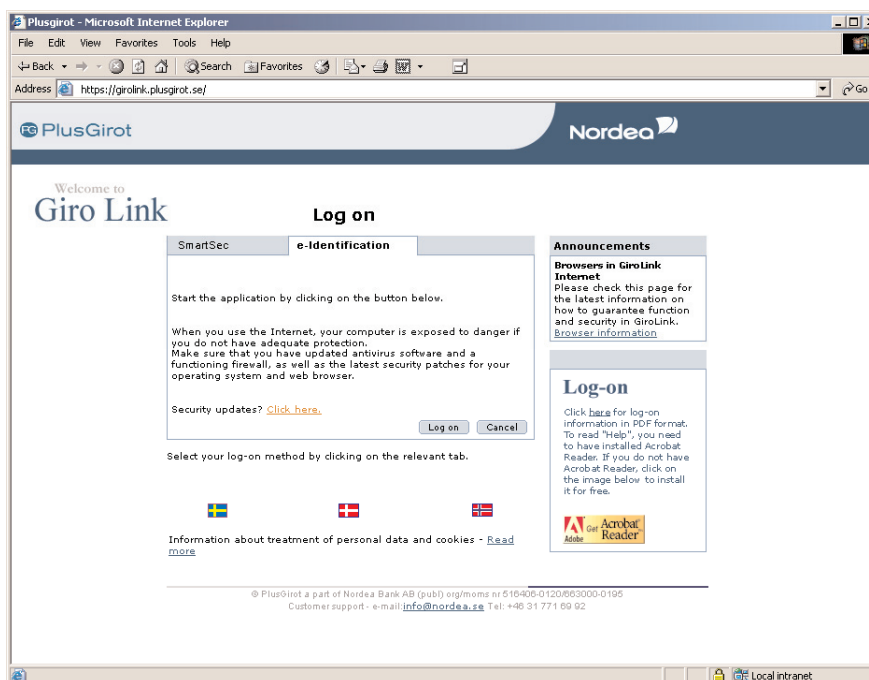 Plusgirot - Microsoft Internet Explorer
File Edit View Favorites Tools Help
Back Search Favorites
Address https://girolink.plusgirot.se/ Go
PG PlusGirot
Nordea
Welcome to
Giro Link
Log on
SmartSec e-Identification
Start the application by clicking on the button below.
When you use the Internet, your computer is exposed to danger if
you do not have adequate protection.
Make sure that you have updated antivirus software and a
functioning firewall, as well as the latest security patches for your
operating system and web browser.
Security updates? Click here.
Log on Cancel
Select your log-on method by clicking on the relevant tab.
Information about treatment of personal data and cookies - Read
more
Announcements
Browsers in GiroLink
Internet
Please check this page for
the latest information on
how to guarantee function
and security in GiroLink.
Browser information
Log-on
Click here for log-on
information in PDF format.
To read "Help", you need
to have installed Acrobat
Reader. If you do not have
Acrobat Reader, click on
the image below to install
it for free.
Adobe Get Acrobat
Reader
© PlusGirot a part of Nordea Bank AB (publ) org/moms nr 516406-0120/663000-0195
Customer support - e-mail:info@nordea.se Tel: +46 31 771 69 92
Local intranet